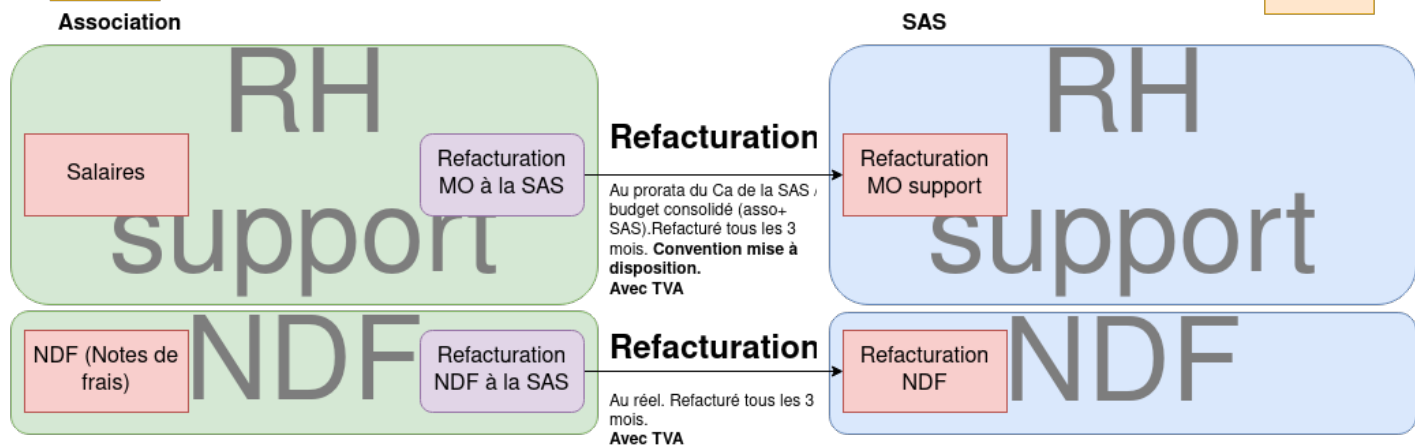 Association
SAS
RH
support
Salaires
Refacturation
MO à la SAS
Refacturation
Au prorata du Ca de la SAS /
budget consolidé (asso+
SAS).Refacturé tous les 3
mois. Convention mise à
disposition.
Avec TVA
RH
support
Refacturation
MO support
NDF
NDF (Notes de
frais)
Refacturation
NDF à la SAS
Refacturation
Au réel. Refacturé tous les 3
mois.
Avec TVA
NDF
Refacturation
NDF